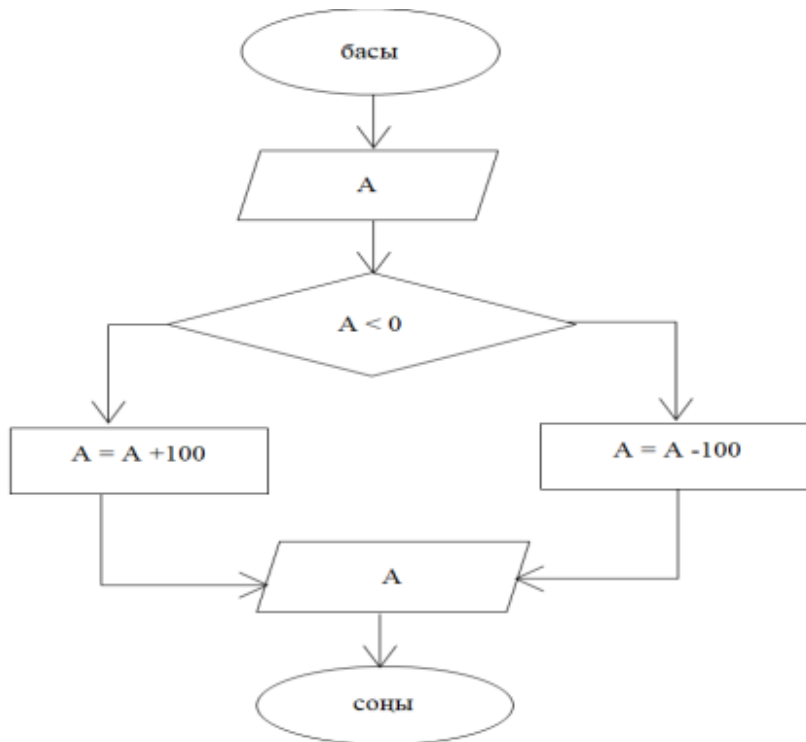 басы
A
A < 0
A = A +100
A = A -100
A
соңы